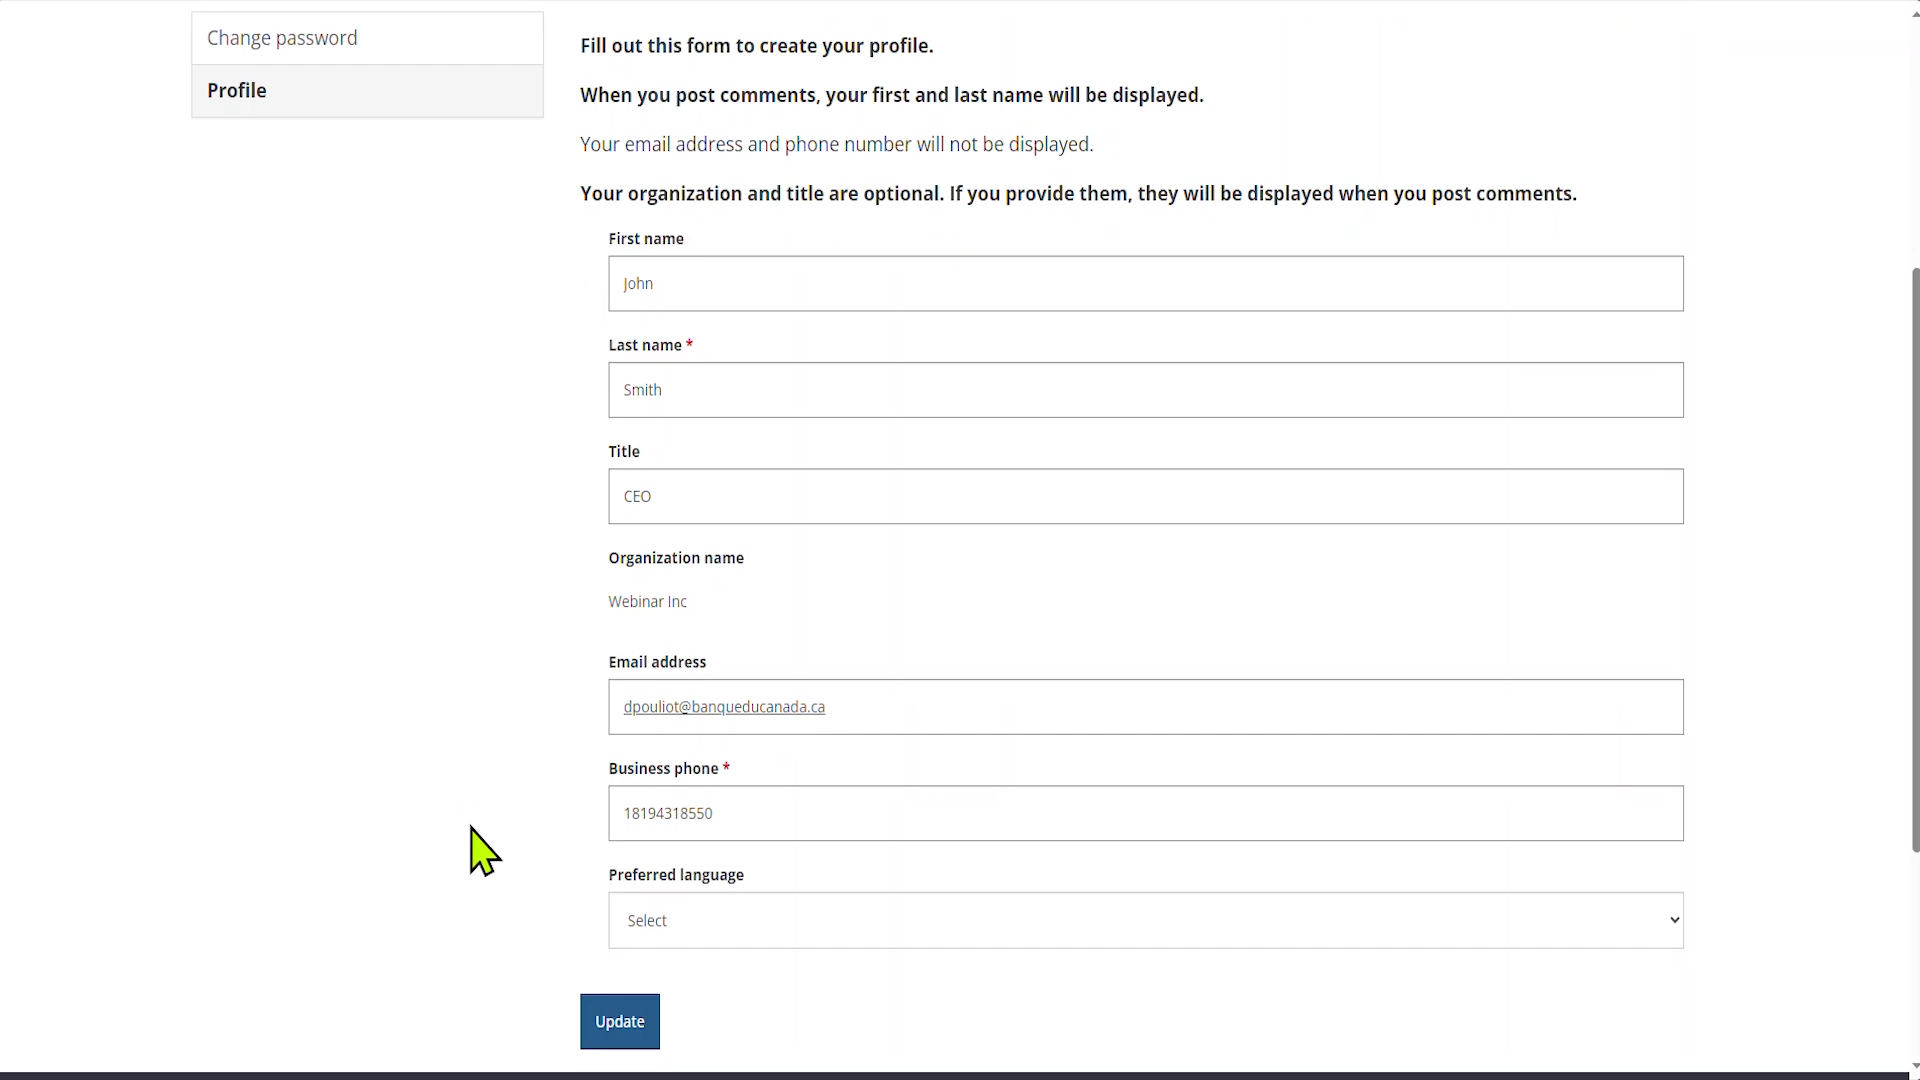 Change password
Profile
Fill out this form to create your profile.
When you post comments, your first and last name will be displayed.
Your email address and phone number will not be displayed.
Your organization and title are optional. If you provide them, they will be displayed when you post comments.
First name
John
Last name *
Smith
Title
CEO
Organization name
Webinar Inc
Email address
dpouliot@banqueducanada.ca
Business phone *
18194318550
Preferred language
Select
Update